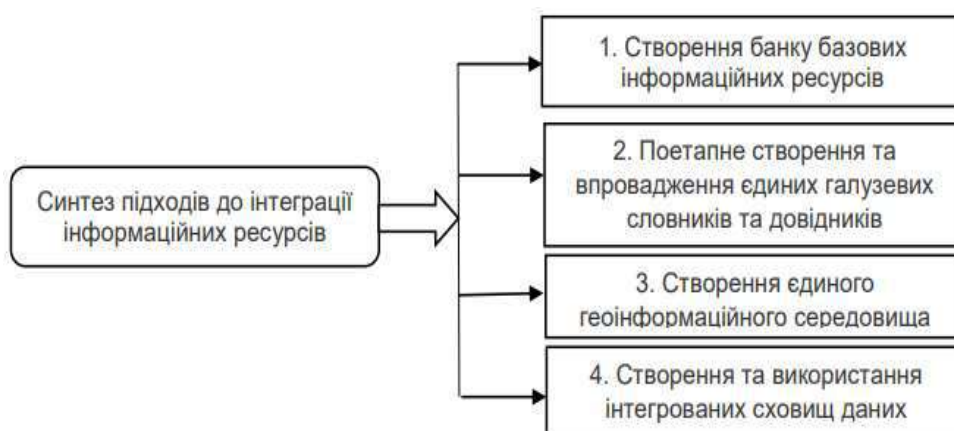 Синтез підходів до інтеграції
інформаційних ресурсів
1. Створення банку базових
інформаційних ресурсів
2. Поетапне створення та
впровадження єдиних галузевих
словників та довідників
3. Створення єдиного
геоінформаційного середовища
4. Створення та використання
інтегрованих сховищ даних